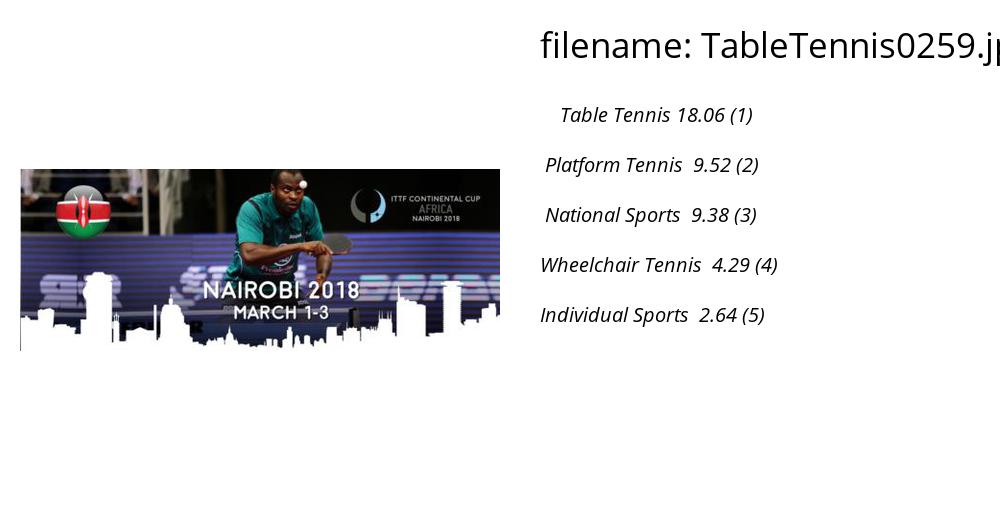 filename: TableTennis0259.jp
Table Tennis 18.06 (1)
Platform Tennis 9.52 (2)
National Sports 9.38 (3)
Wheelchair Tennis 4.29 (4)
Individual Sports 2.64 (5)
ITTF CONTINENTAL CUP
AFRICA
NAIROBI 2018
NAIROBI 2018
MARCH 1-3